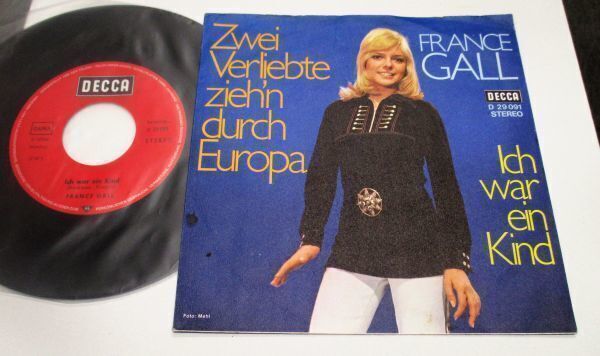 DECCA
STEREO
Ich war ein Kind
FRANCE GALL
Zwei
Verliebte
zieh'n
durch
Europa
FRANCE
GALL
DECCA
D 29 091
STEREO
Ich
war
ein
Kind
Foto: Mehl